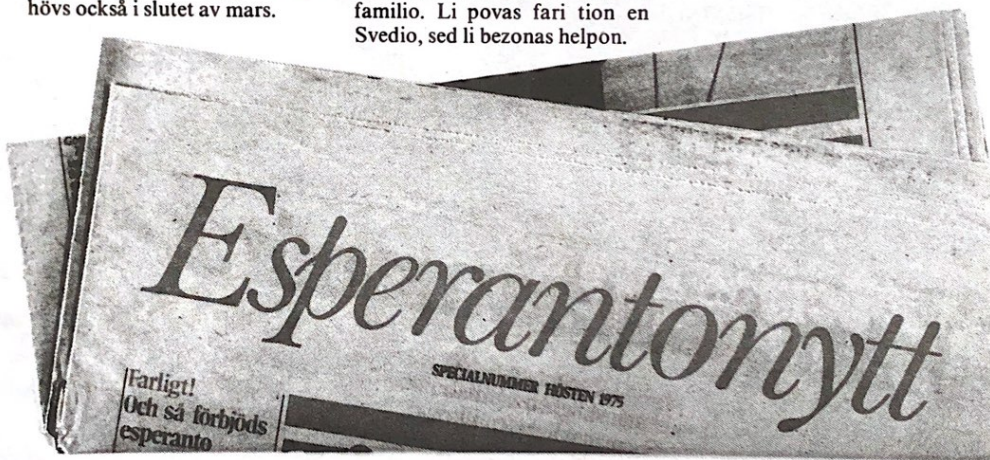 hövs också i slutet av mars.
familio. Li povas fari tion en
Svedio, sed li bezonas helpon.
Esperantonytt
SPECIALNUMMER HÖSTEN 1975
Farligt!
Och så förbjöds
esperanto